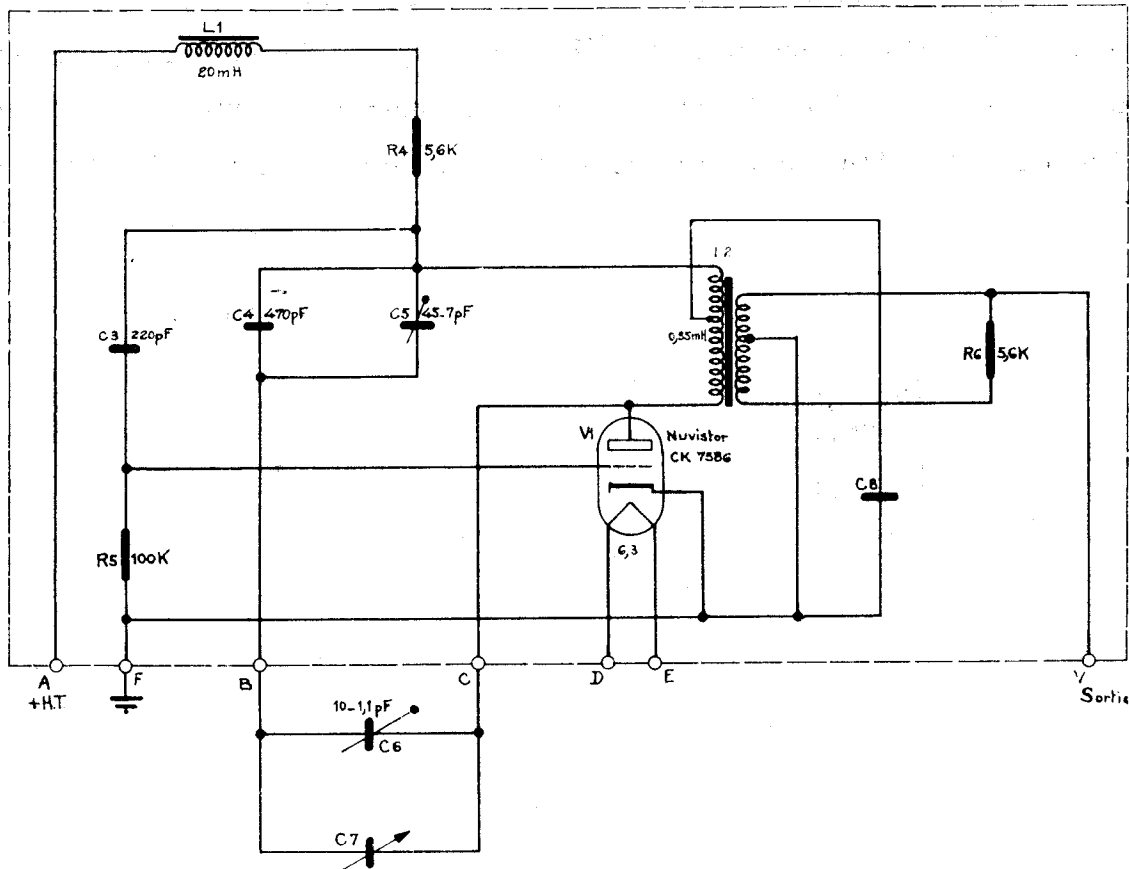 L1
20mH
R4 5,6K
L2
C4 470pF
C5 45-7pF
C3 220pF
0,55mH
R6 5,6K
V1
Nuvistor
CK 7586
C8
6,3
R5 100K
A
F
B
C
D
E
V
+H.T.
Sortie
10-1,1pF
C6
C7